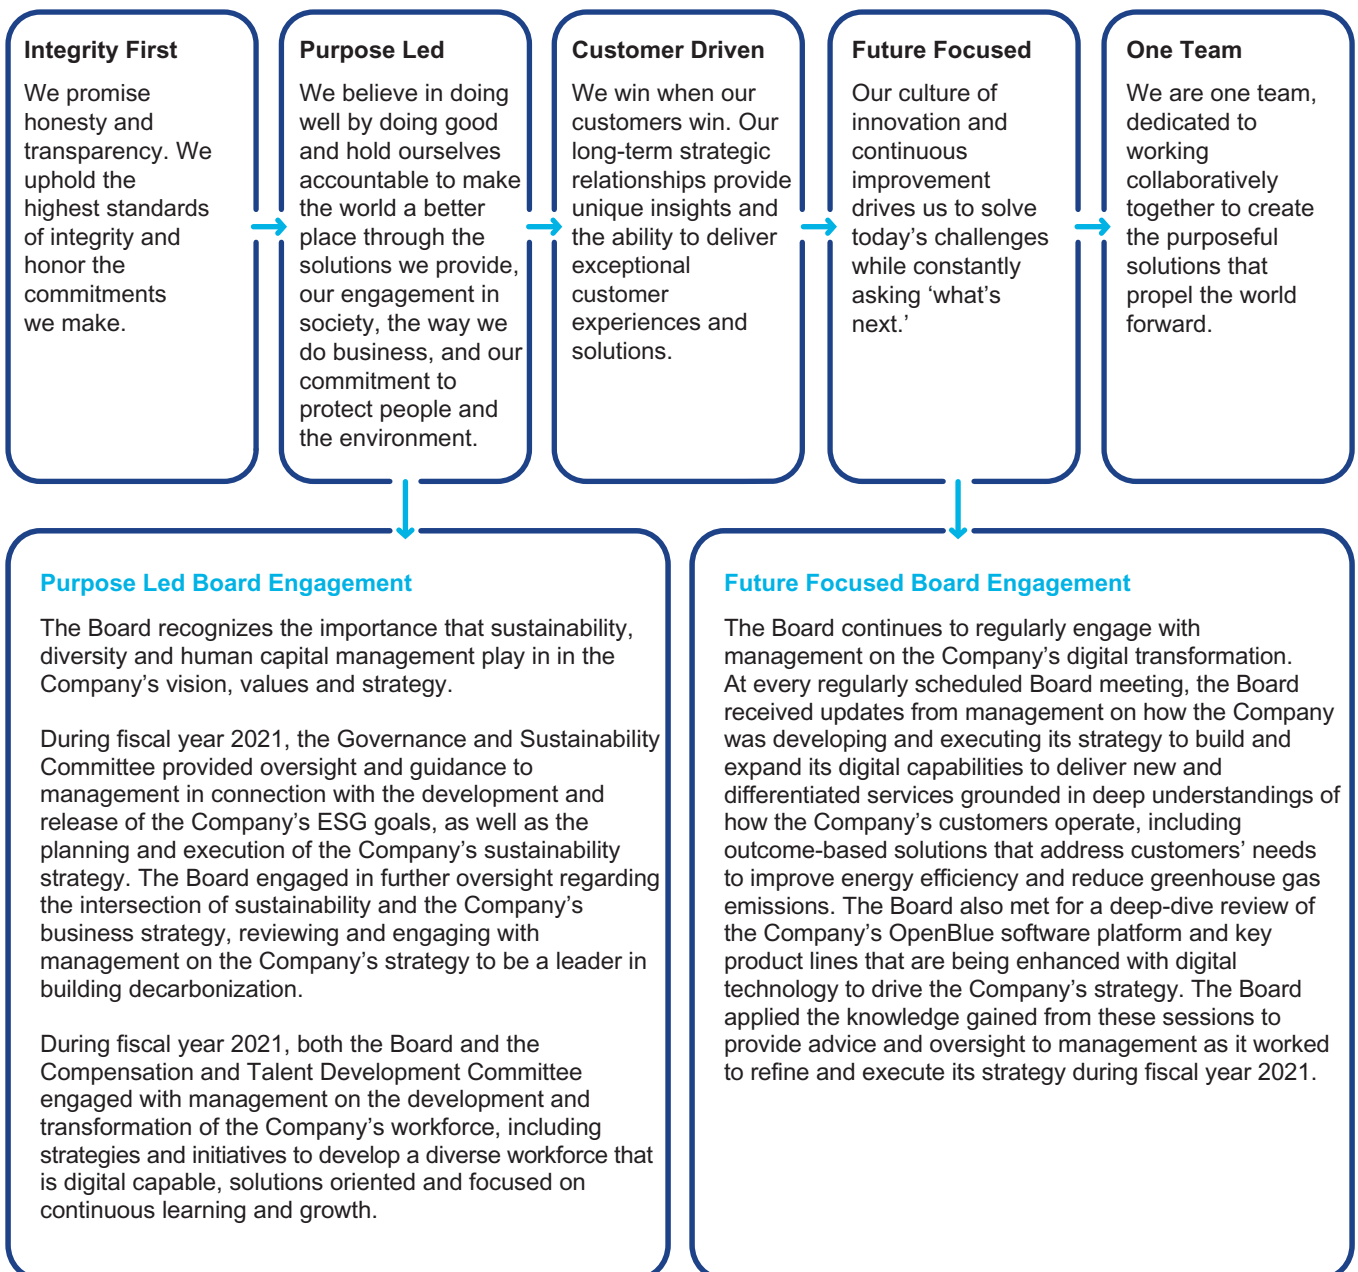 Integrity First
We promise
honesty and
transparency. We
uphold the
highest standards
of integrity and
honor the
commitments
we make.
Purpose Led
We believe in doing
well by doing good
and hold ourselves
accountable to make
the world a better
place through the
solutions we provide,
our engagement in
society, the way we
do business, and our
commitment to
protect people and
the environment.
Customer Driven
We win when our
customers win. Our
long-term strategic
relationships provide
unique insights and
the ability to deliver
exceptional
customer
experiences and
solutions.
Future Focused
Our culture of
innovation and
continuous
improvement
drives us to solve
today’s challenges
while constantly
asking ‘what’s
next.’
One Team
We are one team,
dedicated to
working
collaboratively
together to create
the purposeful
solutions that
propel the world
forward.
Purpose Led Board Engagement
The Board recognizes the importance that sustainability,
diversity and human capital management play in in the
Company’s vision, values and strategy.
During fiscal year 2021, the Governance and Sustainability
Committee provided oversight and guidance to
management in connection with the development and
release of the Company’s ESG goals, as well as the
planning and execution of the Company’s sustainability
strategy. The Board engaged in further oversight regarding
the intersection of sustainability and the Company’s
business strategy, reviewing and engaging with
management on the Company’s strategy to be a leader in
building decarbonization.
During fiscal year 2021, both the Board and the
Compensation and Talent Development Committee
engaged with management on the development and
transformation of the Company’s workforce, including
strategies and initiatives to develop a diverse workforce that
is digital capable, solutions oriented and focused on
continuous learning and growth.
Future Focused Board Engagement
The Board continues to regularly engage with
management on the Company’s digital transformation.
At every regularly scheduled Board meeting, the Board
received updates from management on how the Company
was developing and executing its strategy to build and
expand its digital capabilities to deliver new and
differentiated services grounded in deep understandings of
how the Company’s customers operate, including
outcome-based solutions that address customers’ needs
to improve energy efficiency and reduce greenhouse gas
emissions. The Board also met for a deep-dive review of
the Company’s OpenBlue software platform and key
product lines that are being enhanced with digital
technology to drive the Company’s strategy. The Board
applied the knowledge gained from these sessions to
provide advice and oversight to management as it worked
to refine and execute its strategy during fiscal year 2021.